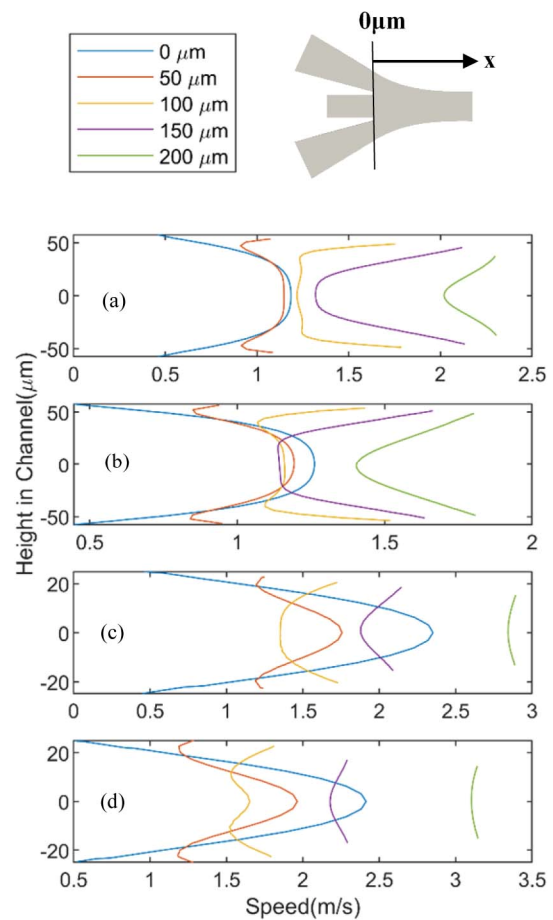 0 μm
50 μm
100 μm
150 μm
200 μm
0μm
x
Height in Channel(μm)
50
0
-50
(a)
0 0.5 1 1.5 2 2.5
50
0
-50
(b)
0.5 1 1.5 2
20
0
-20
(c)
0 0.5 1 1.5 2 2.5 3
20
0
-20
(d)
0.5 1 1.5 2 2.5 3 3.5
Speed(m/s)